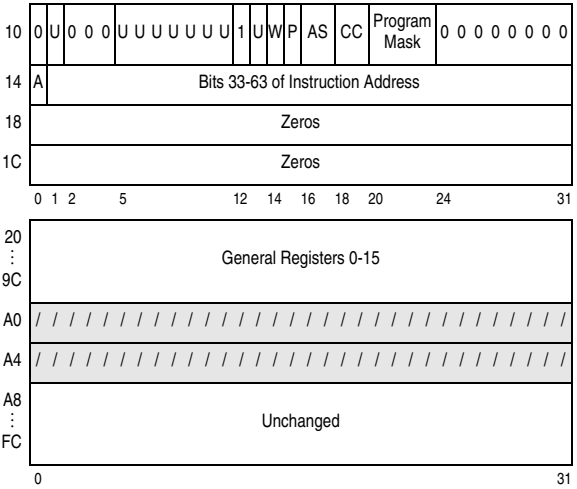 10 0 U 0 0 0 U U U U U U U 1 U W P AS CC Program Mask 0 0 0 0 0 0 0 0
14 A Bits 33-63 of Instruction Address
18 Zeros
1C Zeros
0 1 2 5 12 14 16 18 20 24 31
20
⋮ General Registers 0-15
9C
A0 / / / / / / / / / / / / / / / / / / / / / / / / / / / / / / / /
A4 / / / / / / / / / / / / / / / / / / / / / / / / / / / / / / / /
A8
⋮ Unchanged
FC
0 31